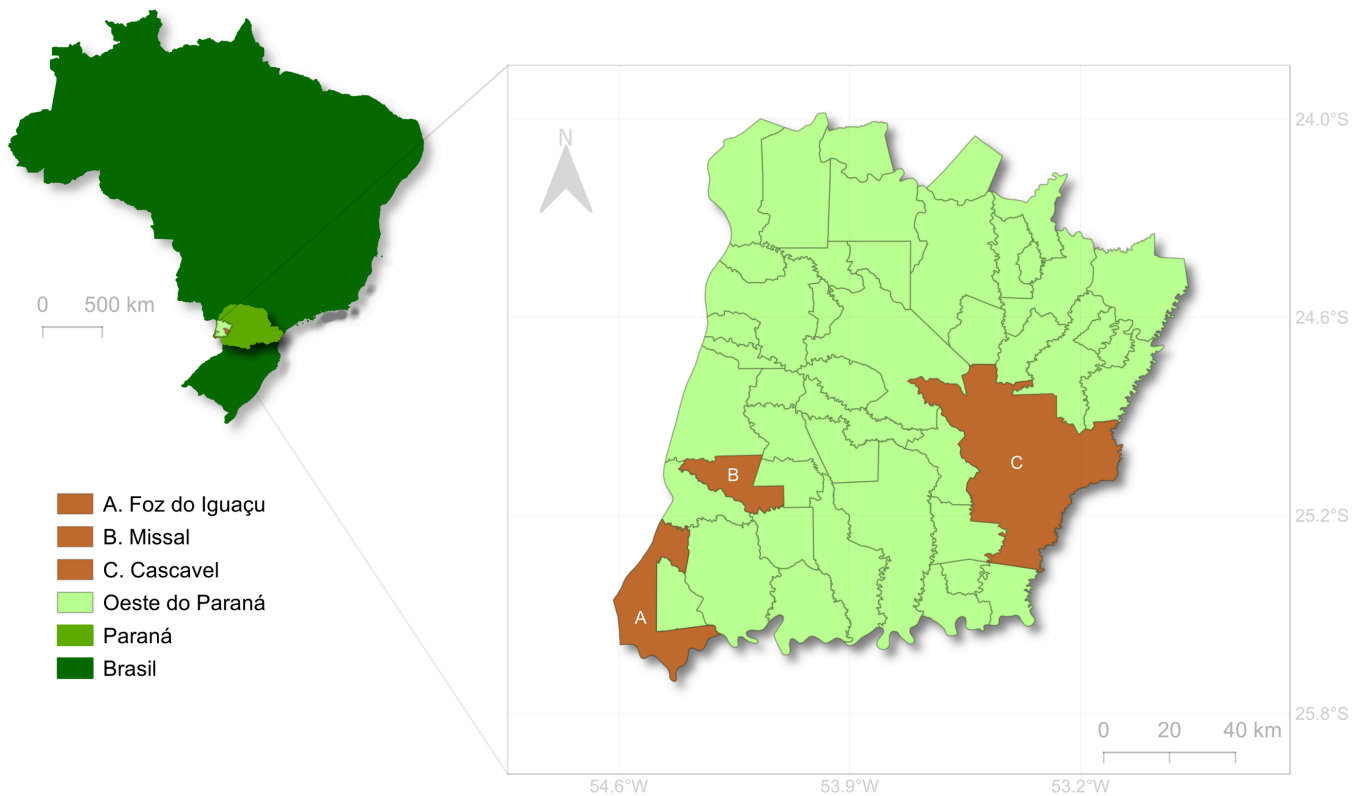 N
24.0°S
24.6°S
25.2°S
25.8°S
54.6°W 53.9°W 53.2°W
0 20 40 km
A
B
C
0 500 km
A. Foz do Iguaçu
B. Missal
C. Cascavel
Oeste do Paraná
Paraná
Brasil